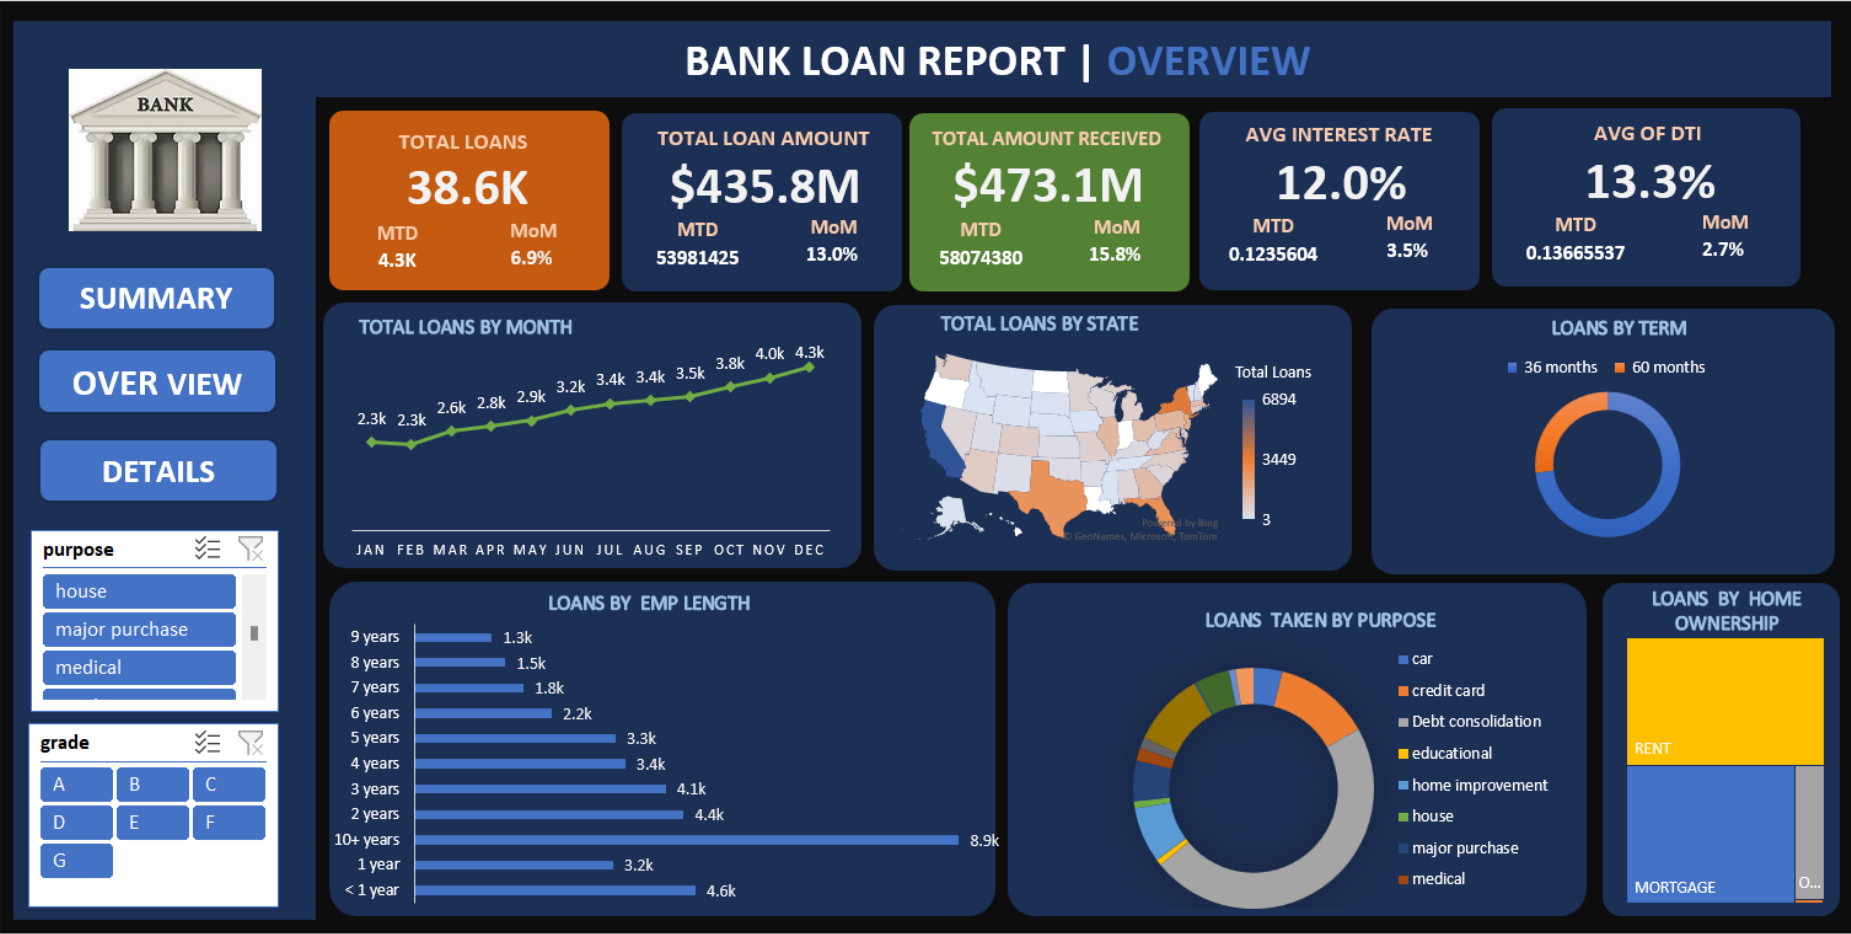 BANK LOAN REPORT | OVERVIEW
BANK
SUMMARY
OVER VIEW
DETAILS
purpose
house
major purchase
medical
grade
A B C
D E F
G
TOTAL LOANS
38.6K
MTD MoM
4.3K 6.9%
TOTAL LOAN AMOUNT
$435.8M
MTD MoM
53981425 13.0%
TOTAL AMOUNT RECEIVED
$473.1M
MTD MoM
58074380 15.8%
AVG INTEREST RATE
12.0%
MTD MoM
0.1235604 3.5%
AVG OF DTI
13.3%
MTD MoM
0.13665537 2.7%
TOTAL LOANS BY MONTH
2.3k 2.3k 2.6k 2.8k 2.9k 3.2k 3.4k 3.4k 3.5k 3.8k 4.0k 4.3k
JAN FEB MAR APR MAY JUN JUL AUG SEP OCT NOV DEC
TOTAL LOANS BY STATE
Total Loans
6894
3449
3
Powered by Bing
© GeoNames, Microsoft, TomTom
LOANS BY TERM
36 months 60 months
LOANS BY EMP LENGTH
9 years 1.3k
8 years 1.5k
7 years 1.8k
6 years 2.2k
5 years 3.3k
4 years 3.4k
3 years 4.1k
2 years 4.4k
10+ years 8.9k
1 year 3.2k
< 1 year 4.6k
LOANS TAKEN BY PURPOSE
car
credit card
Debt consolidation
educational
home improvement
house
major purchase
medical
LOANS BY HOME
OWNERSHIP
RENT
MORTGAGE
O...